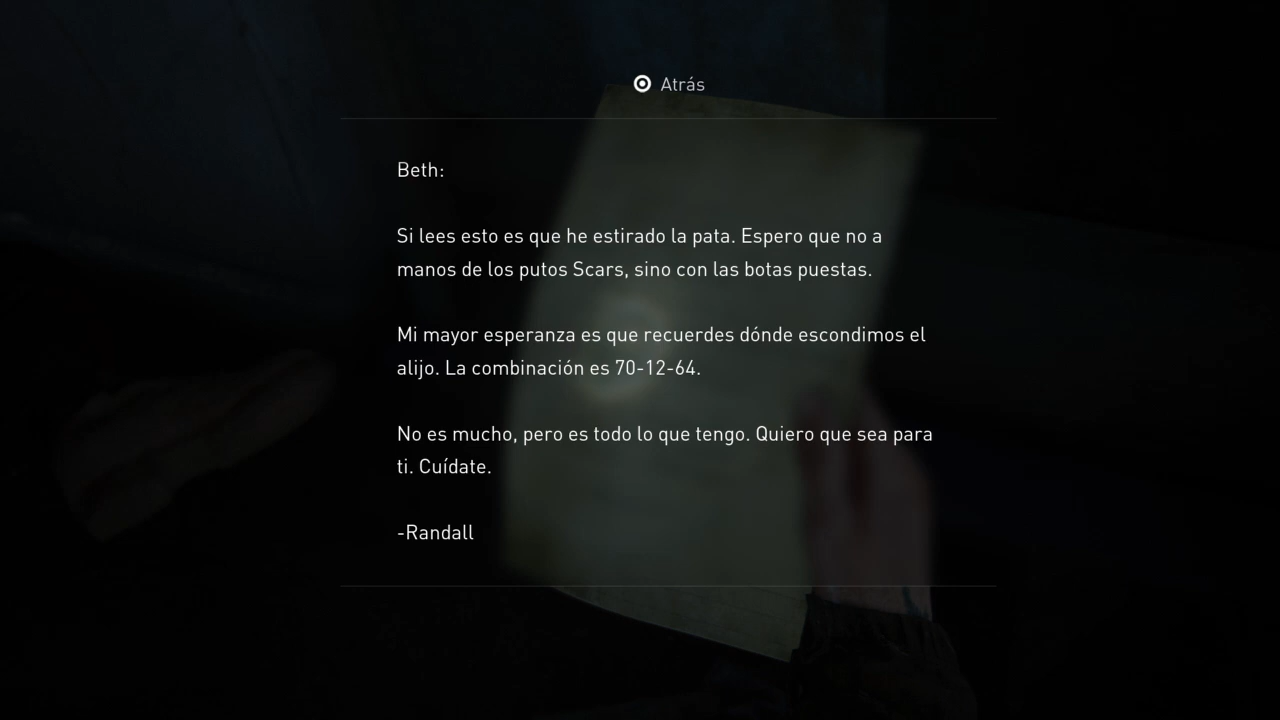 Atrás
Beth:
Si lees esto es que he estirado la pata. Espero que no a
manos de los putos Scars, sino con las botas puestas.
Mi mayor esperanza es que recuerdes dónde escondimos el
alijo. La combinación es 70-12-64.
No es mucho, pero es todo lo que tengo. Quiero que sea para
ti. Cuídate.
-Randall